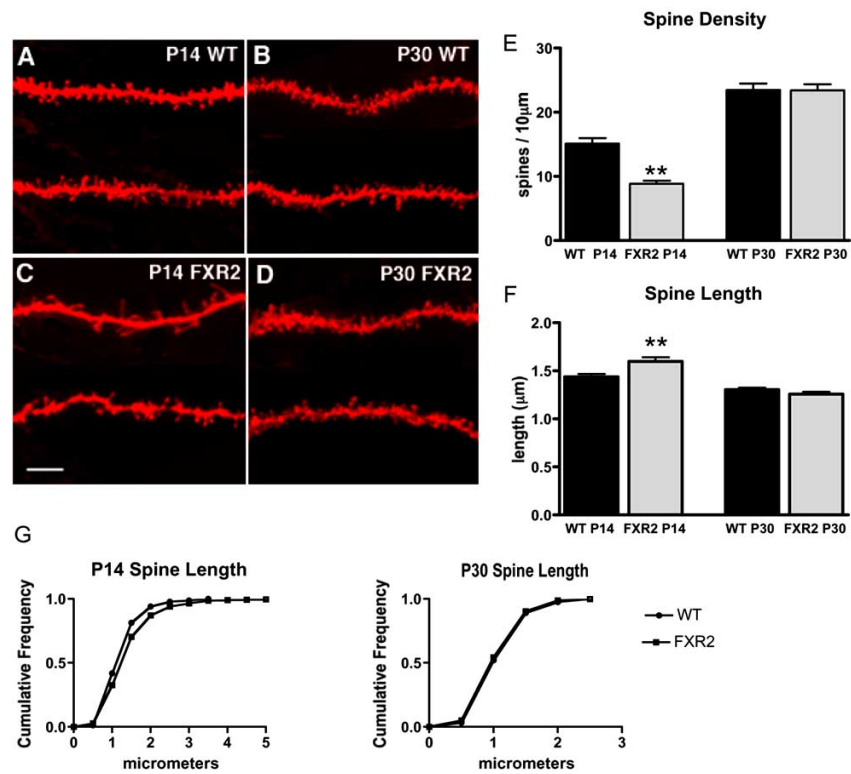 A P14 WT
B P30 WT
C P14 FXR2
D P30 FXR2
E
Spine Density
spines / 10µm
30
20
10
0
**
WT P14 FXR2 P14 WT P30 FXR2 P30
F
Spine Length
length (µm)
2.0
1.5
1.0
0.5
0.0
**
WT P14 FXR2 P14 WT P30 FXR2 P30
G
P14 Spine Length
Cumulative Frequency
1.0
0.5
0.0
0 1 2 3 4 5
micrometers
P30 Spine Length
Cumulative Frequency
1.0
0.5
0.0
0 1 2 3
micrometers
WT
FXR2